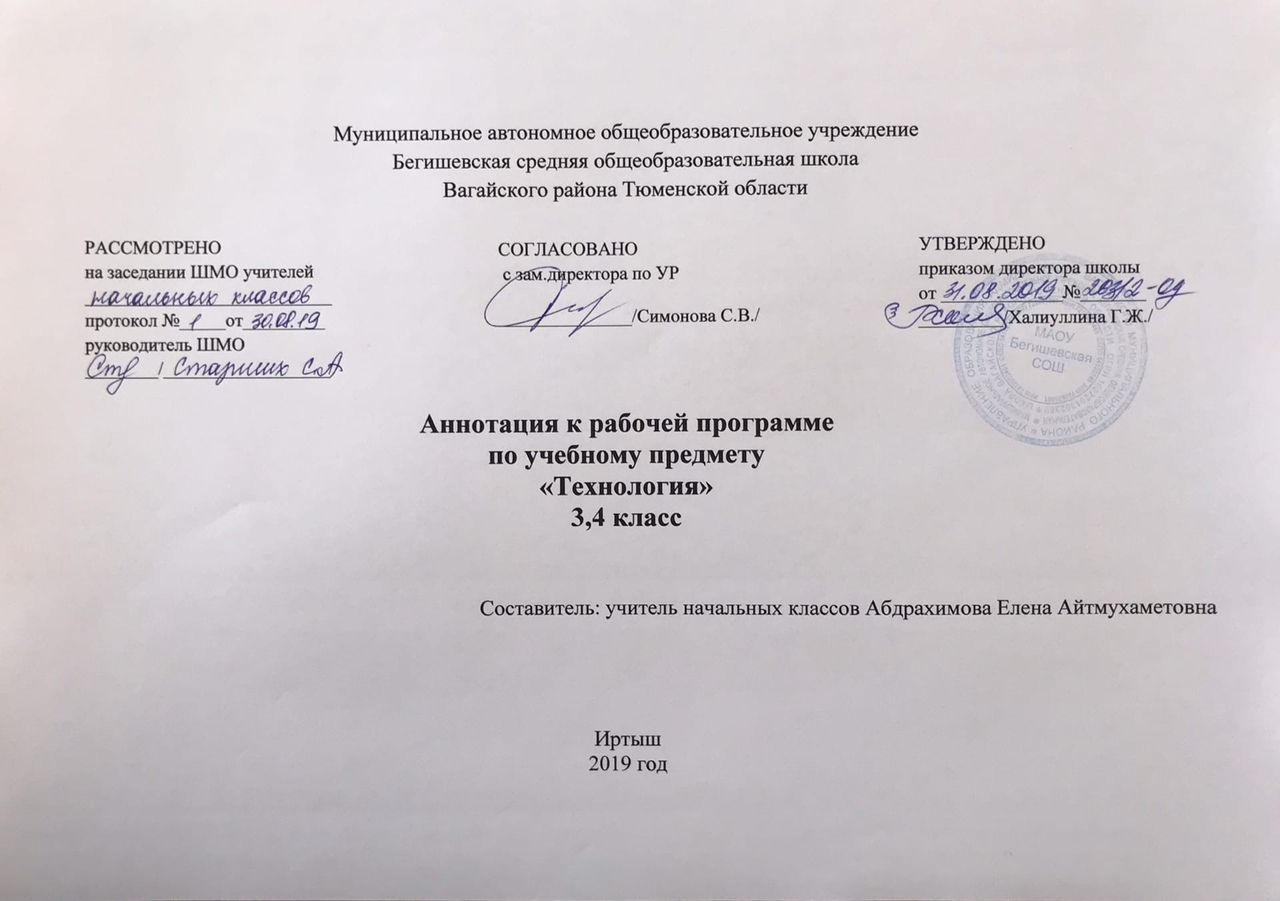 Муниципальное автономное общеобразовательное учреждение
Бегишевская средняя общеобразовательная школа
Вагайского района Тюменской области
РАССМОТРЕНО
на заседании ШМО учителей
начальных классов
протокол № 1 от 30.08.19
руководитель ШМО
/
СОГЛАСОВАНО
с зам.директора по УР
/Симонова С.В./
УТВЕРЖДЕНО
приказом директора школы
от 31.08.2019 №
/Халиуллина Г.Ж./
МАОУ
Бегишевская
СОШ
Аннотация к рабочей программе
по учебному предмету
«Технология»
3,4 класс
Составитель: учитель начальных классов Абдрахимова Елена Айтмухаметовна
Иртыш
2019 год